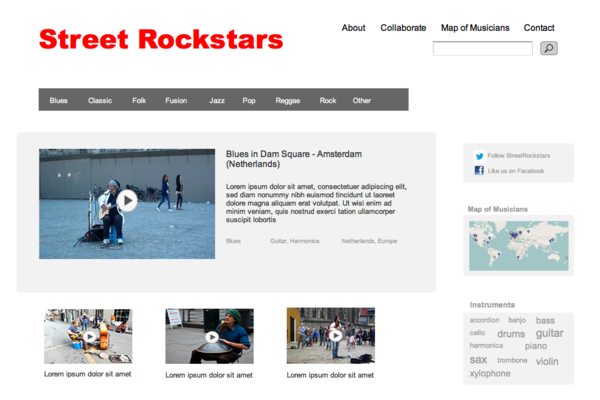 Street Rockstars
About Collaborate Map of Musicians Contact
Blues Classic Folk Fusion Jazz Pop Reggae Rock Other
Blues in Dam Square - Amsterdam
(Netherlands)
Lorem ipsum dolor sit amet, consectetuer adipiscing elit,
sed diam nonummy nibh euismod tincidunt ut laoreet
dolore magna aliquam erat volutpat. Ut wisi enim ad
minim veniam, quis nostrud exerci tation ullamcorper
suscipit lobortis
Blues Guitar, Harmonica Netherlands, Europe
Follow StreetRockstars
Like us on Facebook
Map of Musicians
Instruments
accordion banjo bass
cello drums guitar
harmonica piano
sax trombone violin
xylophone
Lorem ipsum dolor sit amet
Lorem ipsum dolor sit amet
Lorem ipsum dolor sit amet